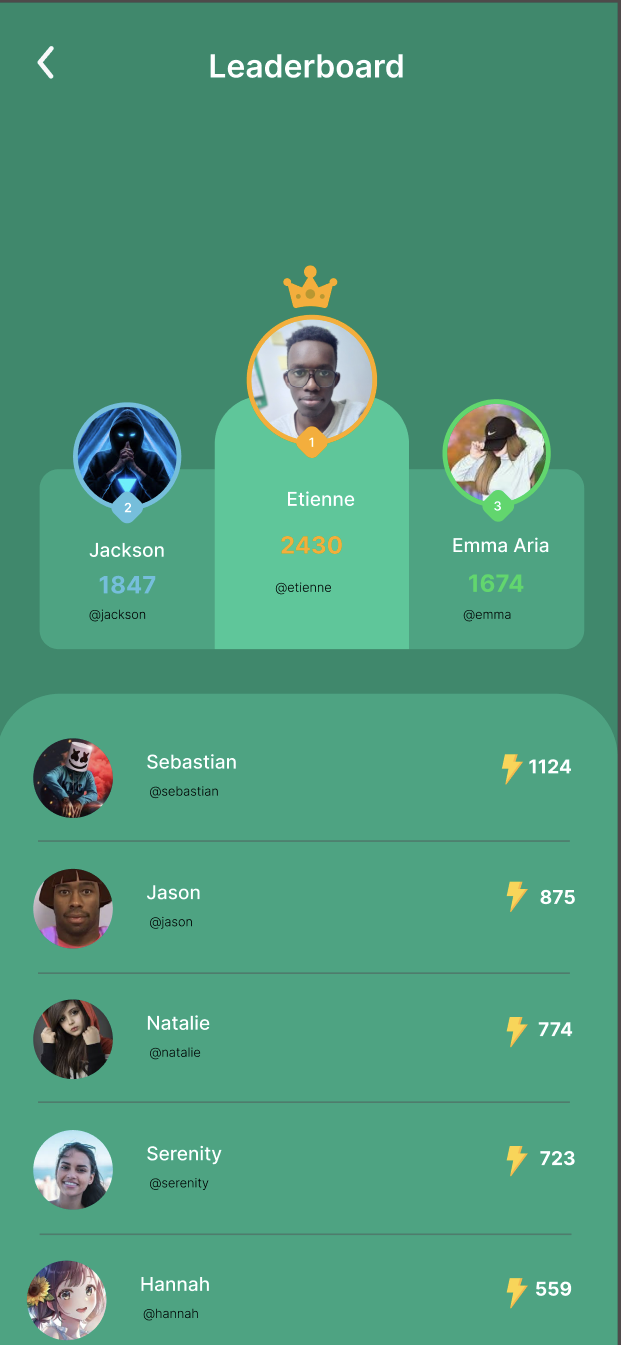 Leaderboard
1
2
3
Etienne
2430
@etienne
Jackson
1847
@jackson
Emma Aria
1674
@emma
Sebastian
@sebastian
1124
Jason
@jason
875
Natalie
@natalie
774
Serenity
@serenity
723
Hannah
@hannah
559